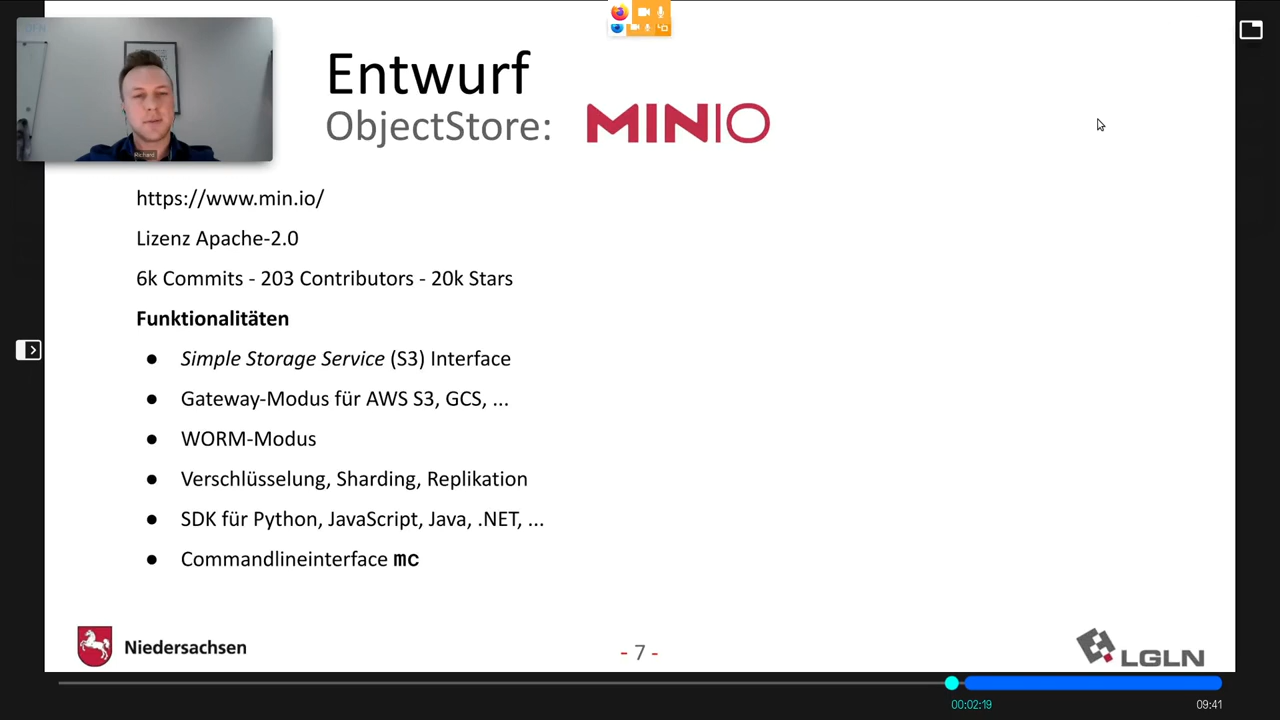 Richard
Entwurf
ObjectStore: MINIO
https://www.min.io/
Lizenz Apache-2.0
6k Commits - 203 Contributors - 20k Stars
Funktionalitäten
● Simple Storage Service (S3) Interface
● Gateway-Modus für AWS S3, GCS, ...
● WORM-Modus
● Verschlüsselung, Sharding, Replikation
● SDK für Python, JavaScript, Java, .NET, ...
● Commandlineinterface mc
Niedersachsen
- 7 -
LGLN
00:02:19
09:41